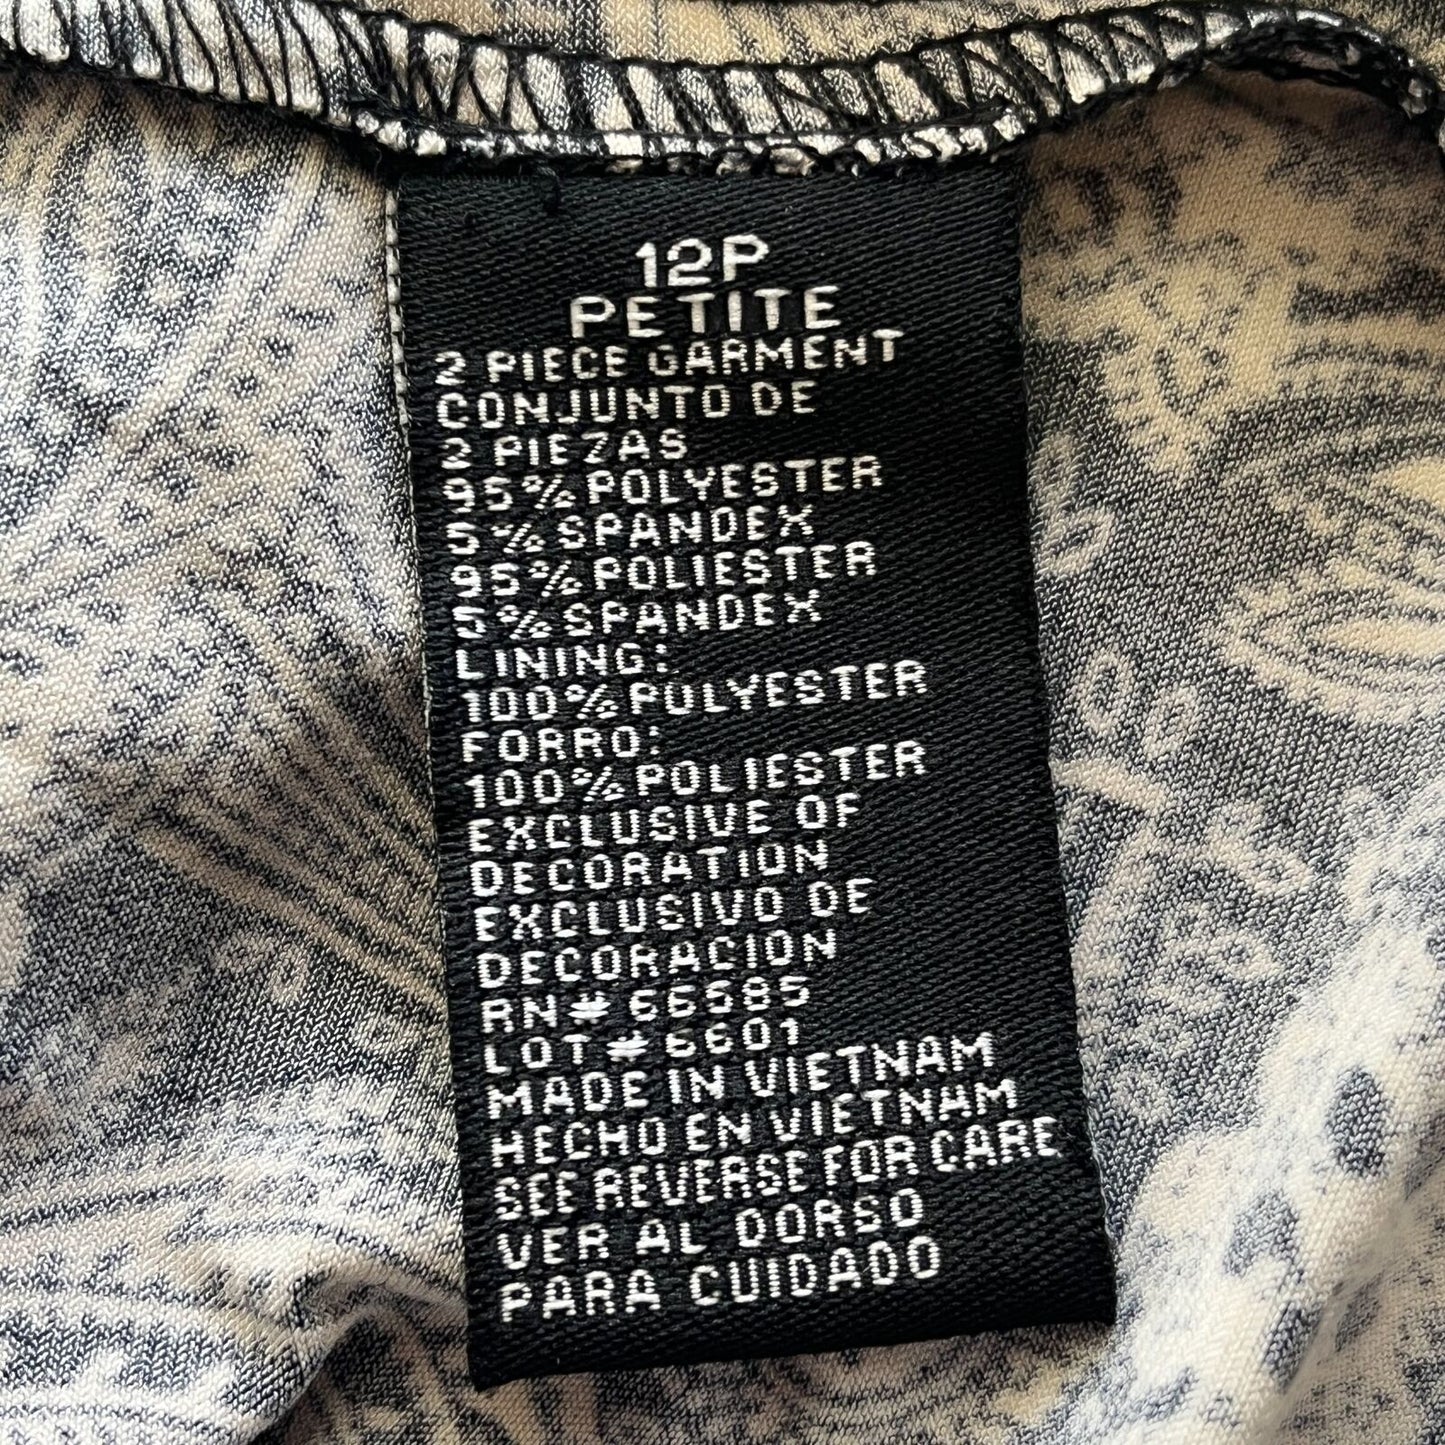 12P
PETITE
2 PIECE GARMENT
CONJUNTO DE
2 PIEZAS
95% POLYESTER
5% SPANDEX
95% POLIESTER
5% SPANDEX
LINING:
100% POLYESTER
FORRO:
100% POLIESTER
EXCLUSIVE OF
DECORATION
EXCLUSIVO DE
DECORACION
RN# 66685
LOT#6601
MADE IN VIETNAM
HECHO EN VIETNAM
SEE REVERSE FOR CARE
VER AL DORSO
PARA CUIDADO